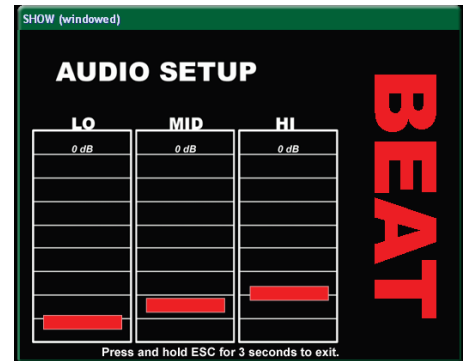 SHOW (windowed)
AUDIO SETUP
LO MID HI
0 dB 0 dB 0 dB
BEAT
Press and hold ESC for 3 seconds to exit.